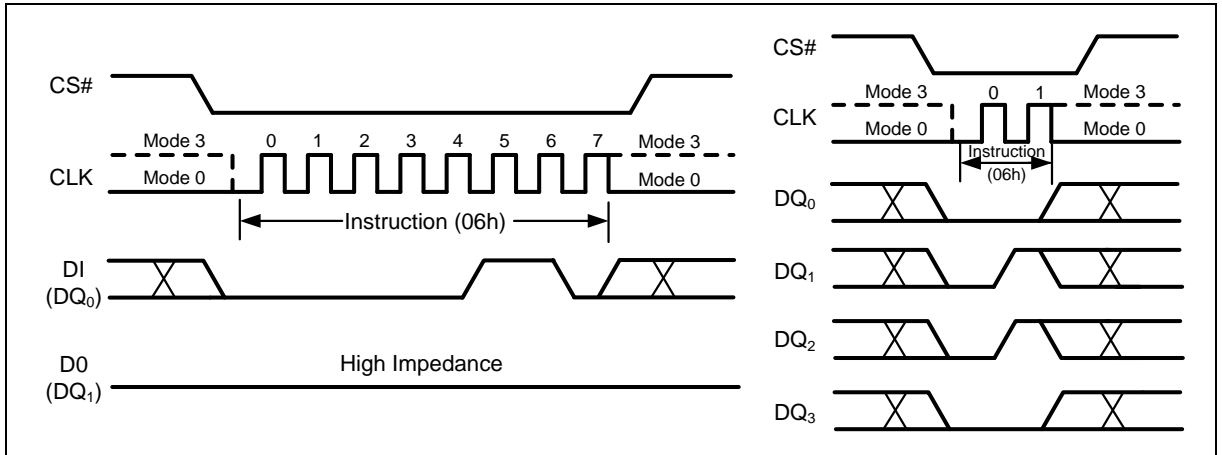 CS#
Mode 3 0 1 2 3 4 5 6 7 Mode 3
CLK
Mode 0 Mode 0
Instruction (06h)
DI
(DQ0)
High Impedance
D0
(DQ1)
CS#
Mode 3 0 1 Mode 3
CLK
Mode 0 Mode 0
Instruction
(06h)
DQ0
DQ1
DQ2
DQ3